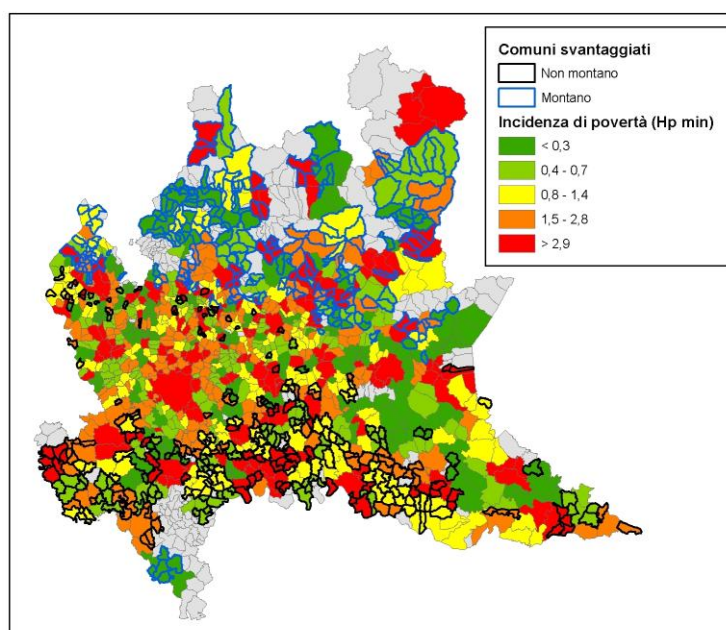 Comuni svantaggiati
Non montano
Montano
Incidenza di povertà (Hp min)
< 0,3
0,4 - 0,7
0,8 - 1,4
1,5 - 2,8
> 2,9